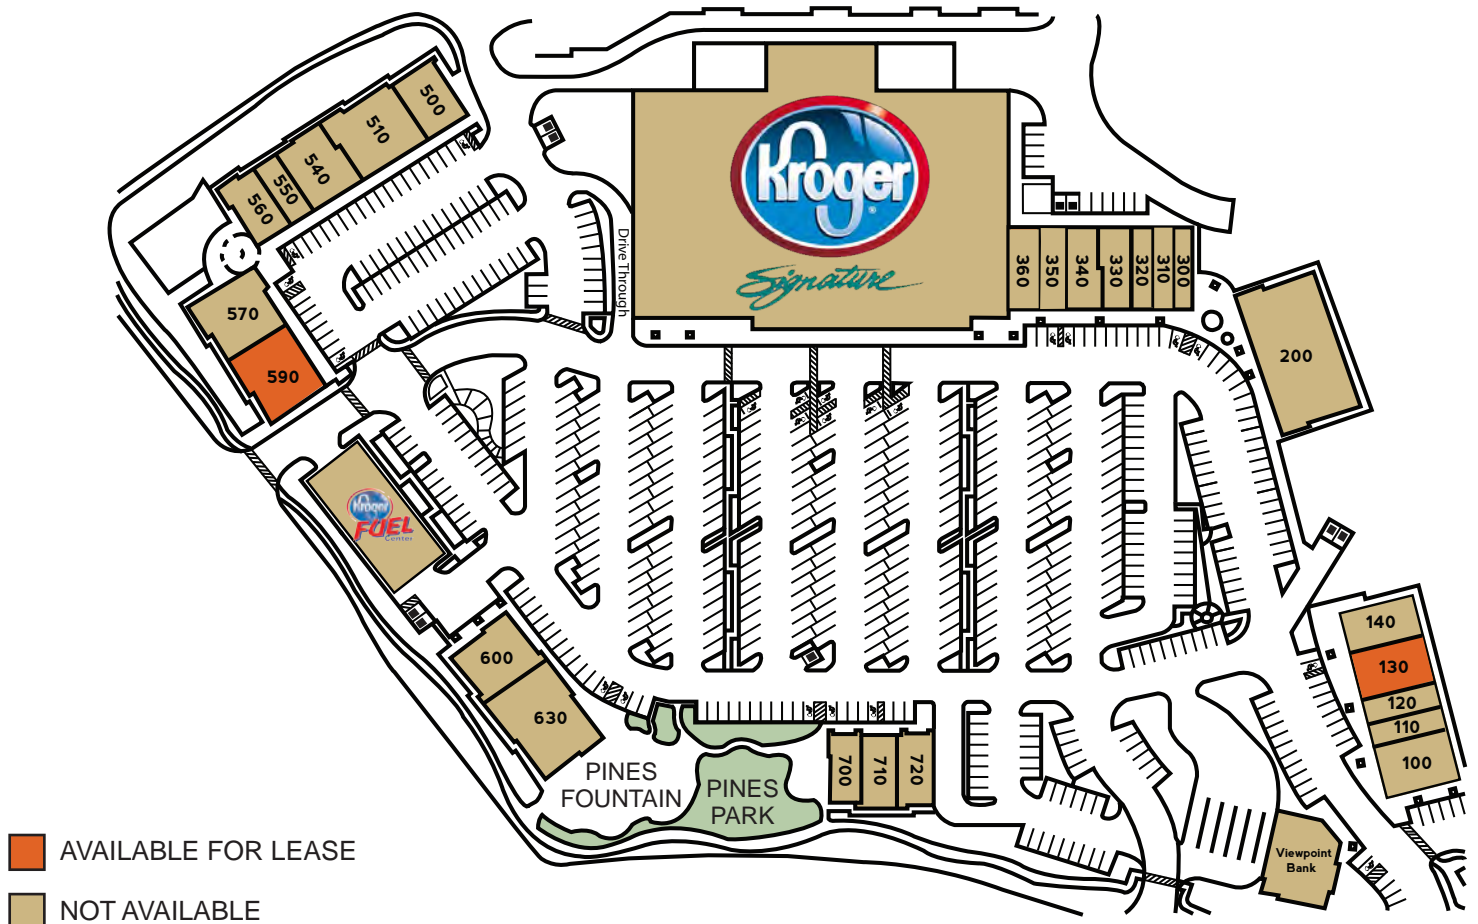 500
510
540
550
560
570
590
Drive Through
Kroger
®
Signature
360
350
340
330
320
310
300
200
Kroger
FUEL
Center
600
630
PINES
FOUNTAIN
PINES
PARK
700
710
720
140
130
120
110
100
Viewpoint
Bank
AVAILABLE FOR LEASE
NOT AVAILABLE